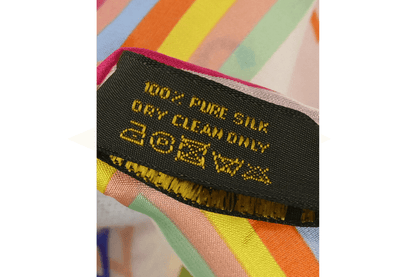 100% PURE SILK
DRY CLEAN ONLY